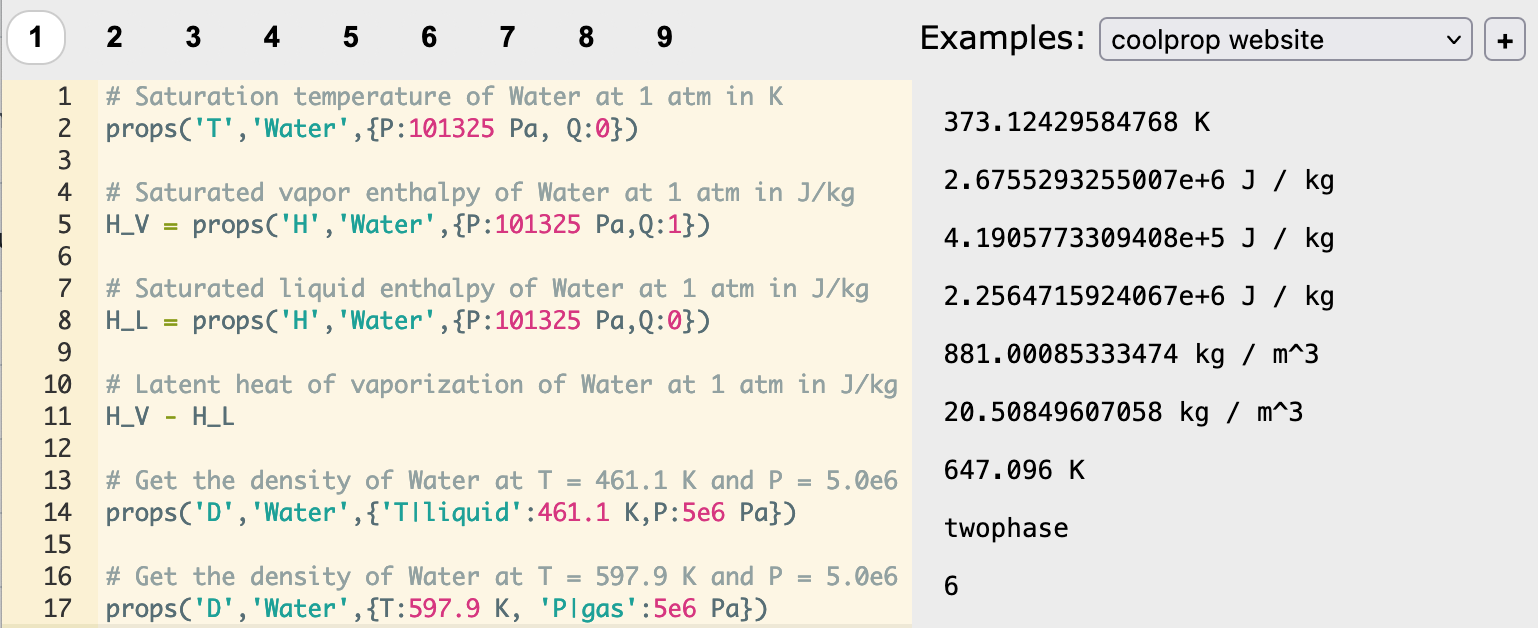 1 2 3 4 5 6 7 8 9 Examples: coolprop website +
1 # Saturation temperature of Water at 1 atm in K
2 props('T','Water',{P:101325 Pa, Q:0})
3
4 # Saturated vapor enthalpy of Water at 1 atm in J/kg
5 H_V = props('H','Water',{P:101325 Pa,Q:1})
6
7 # Saturated liquid enthalpy of Water at 1 atm in J/kg
8 H_L = props('H','Water',{P:101325 Pa,Q:0})
9
10 # Latent heat of vaporization of Water at 1 atm in J/kg
11 H_V - H_L
12
13 # Get the density of Water at T = 461.1 K and P = 5.0e6
14 props('D','Water',{'T|liquid':461.1 K,P:5e6 Pa})
15
16 # Get the density of Water at T = 597.9 K and P = 5.0e6
17 props('D','Water',{T:597.9 K, 'P|gas':5e6 Pa})
373.12429584768 K
2.6755293255007e+6 J / kg
4.1905773309408e+5 J / kg
2.2564715924067e+6 J / kg
881.00085333474 kg / m^3
20.50849607058 kg / m^3
647.096 K
twophase
6